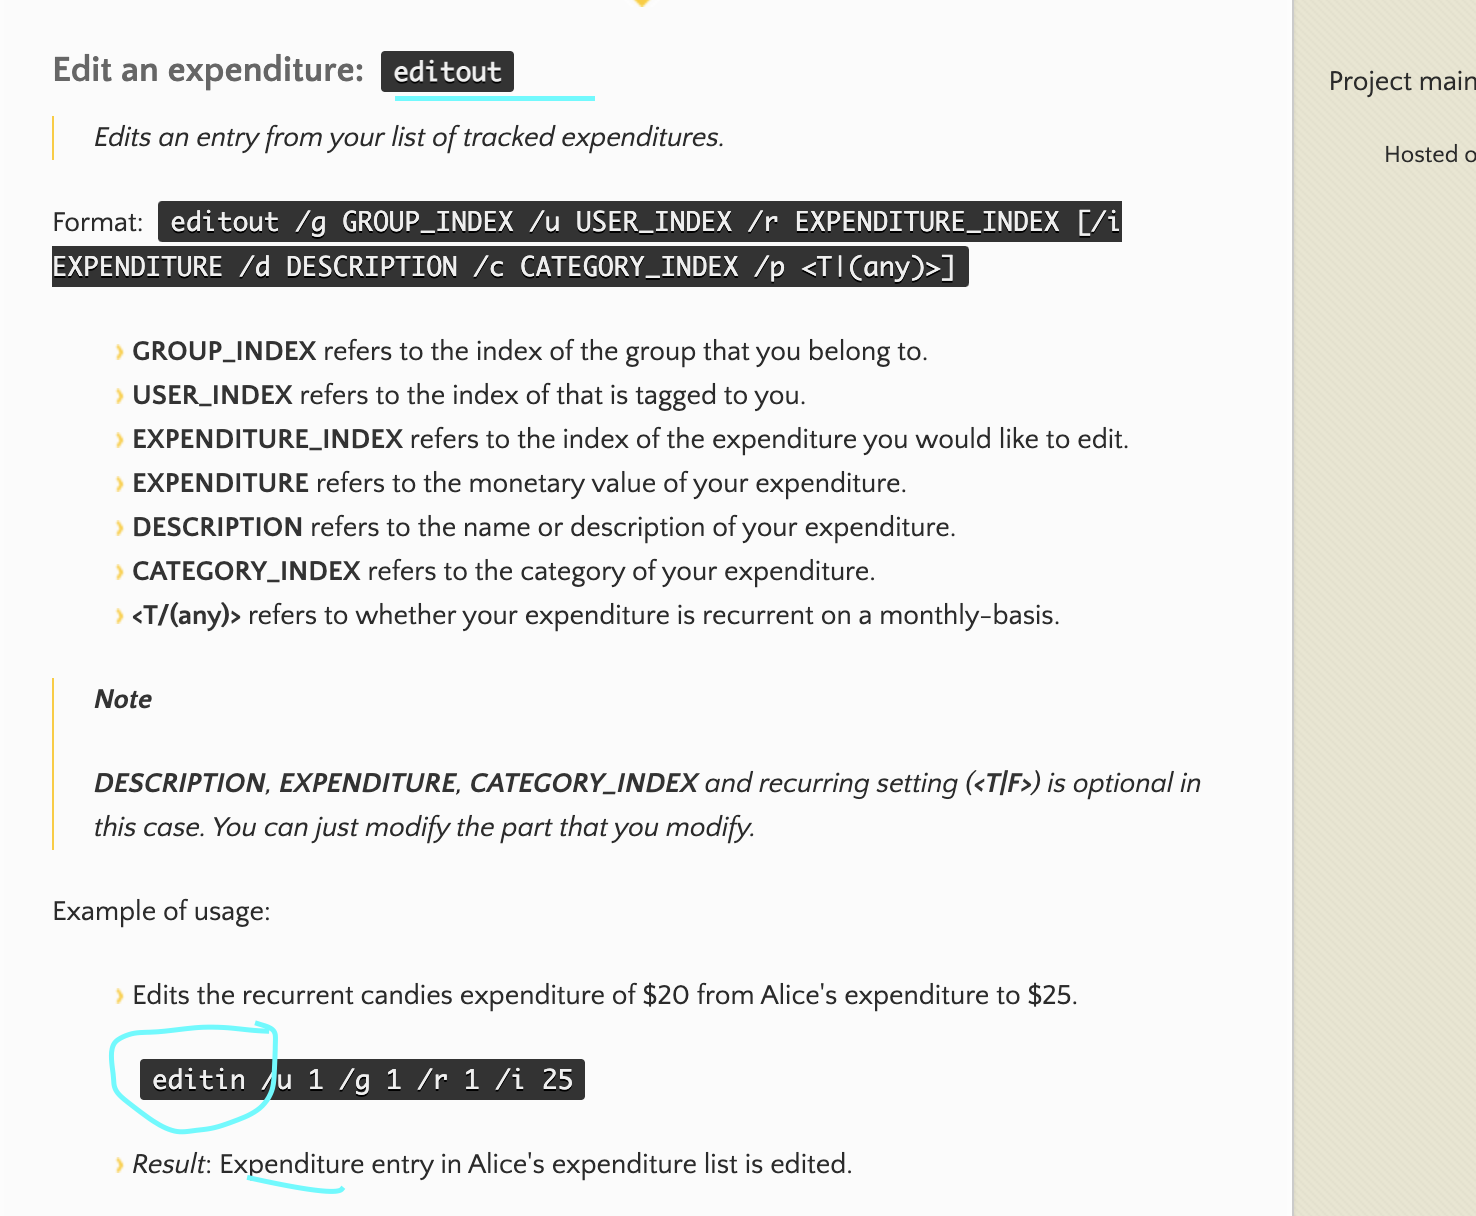 Edit an expenditure: editout
Project main
Edits an entry from your list of tracked expenditures.
Hosted o
Format: editout /g GROUP_INDEX /u USER_INDEX /r EXPENDITURE_INDEX [/i
EXPENDITURE /d DESCRIPTION /c CATEGORY_INDEX /p <T|(any)>]
› GROUP_INDEX refers to the index of the group that you belong to.
› USER_INDEX refers to the index of that is tagged to you.
› EXPENDITURE_INDEX refers to the index of the expenditure you would like to edit.
› EXPENDITURE refers to the monetary value of your expenditure.
› DESCRIPTION refers to the name or description of your expenditure.
› CATEGORY_INDEX refers to the category of your expenditure.
› <T/(any)> refers to whether your expenditure is recurrent on a monthly-basis.
Note
DESCRIPTION, EXPENDITURE, CATEGORY_INDEX and recurring setting (<T|F>) is optional in
this case. You can just modify the part that you modify.
Example of usage:
› Edits the recurrent candies expenditure of $20 from Alice's expenditure to $25.
editin /u 1 /g 1 /r 1 /i 25
› Result: Expenditure entry in Alice's expenditure list is edited.